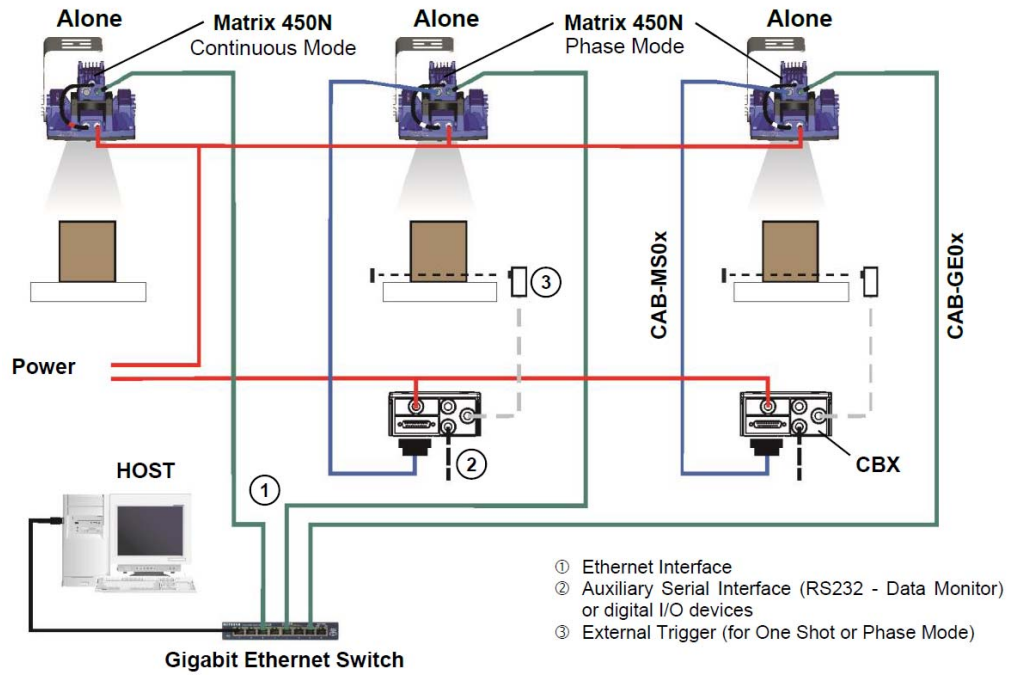 Alone
Matrix 450N
Continuous Mode
Alone
Matrix 450N
Phase Mode
Alone
③
CAB-MS0x
CAB-GE0x
Power
②
CBX
HOST
①
① Ethernet Interface
② Auxiliary Serial Interface (RS232 - Data Monitor)
or digital I/O devices
③ External Trigger (for One Shot or Phase Mode)
Gigabit Ethernet Switch